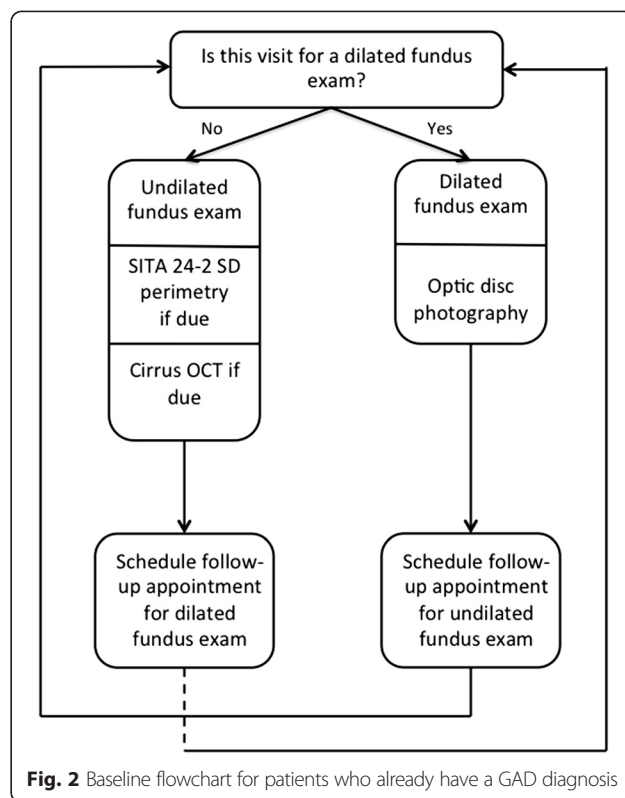 Is this visit for a dilated fundus
exam?
No
Yes
Undilated
fundus exam
SITA 24-2 SD
perimetry
if due
Cirrus OCT if
due
Dilated
fundus exam
Optic disc
photography
Schedule follow-
up appointment
for dilated
fundus exam
Schedule follow-
up appointment
for undilated
fundus exam
Fig. 2 Baseline flowchart for patients who already have a GAD diagnosis